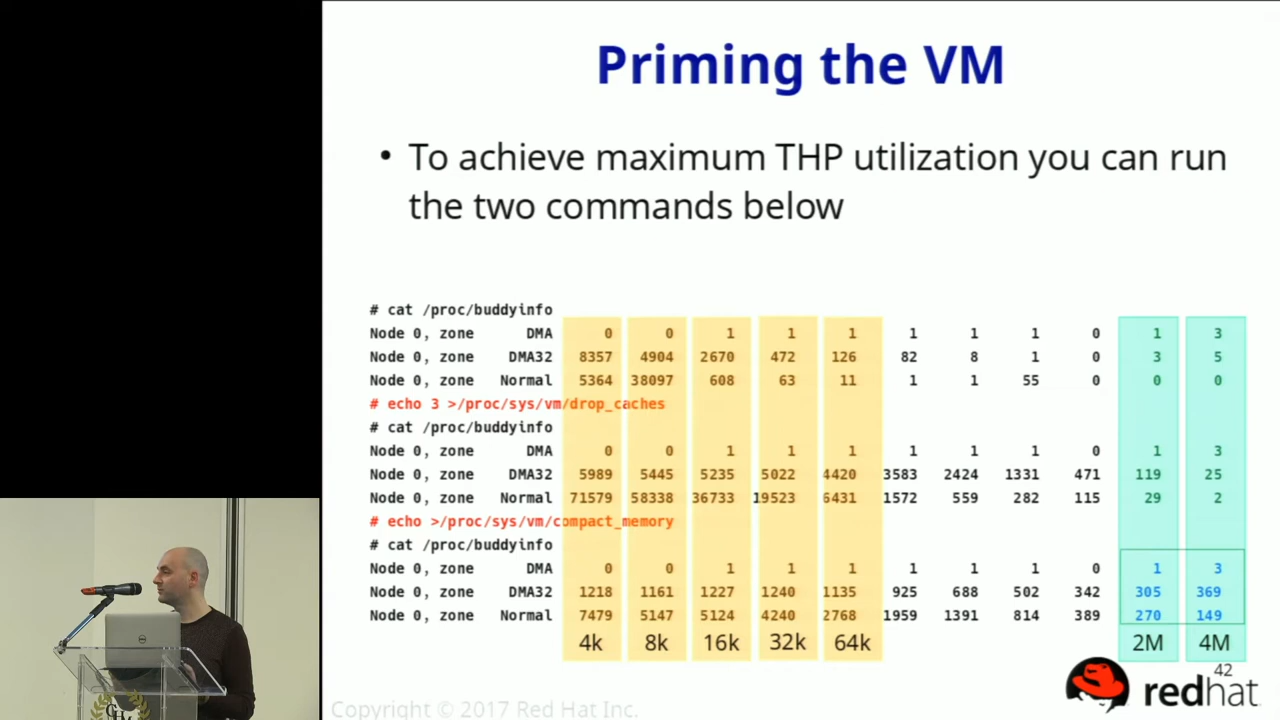 Priming the VM
• To achieve maximum THP utilization you can run
the two commands below
# cat /proc/buddyinfo
Node 0, zone DMA 0 0 1 1 1 1 1 1 0 1 3
Node 0, zone DMA32 8357 4904 2670 472 126 82 8 1 0 3 5
Node 0, zone Normal 5364 38097 608 63 11 1 1 55 0 0 0
# echo 3 >/proc/sys/vm/drop_caches
# cat /proc/buddyinfo
Node 0, zone DMA 0 0 1 1 1 1 1 1 0 1 3
Node 0, zone DMA32 5989 5445 5235 5022 4420 3583 2424 1331 471 119 25
Node 0, zone Normal 71579 58338 36733 19523 6431 1572 559 282 115 29 2
# echo >/proc/sys/vm/compact_memory
# cat /proc/buddyinfo
Node 0, zone DMA 0 0 1 1 1 1 1 1 0 1 3
Node 0, zone DMA32 1218 1161 1227 1240 1135 925 688 502 342 305 369
Node 0, zone Normal 7479 5147 5124 4240 2768 1959 1391 814 389 270 149
4k 8k 16k 32k 64k 2M 4M
42
redhat
Copyright © 2017 Red Hat Inc.